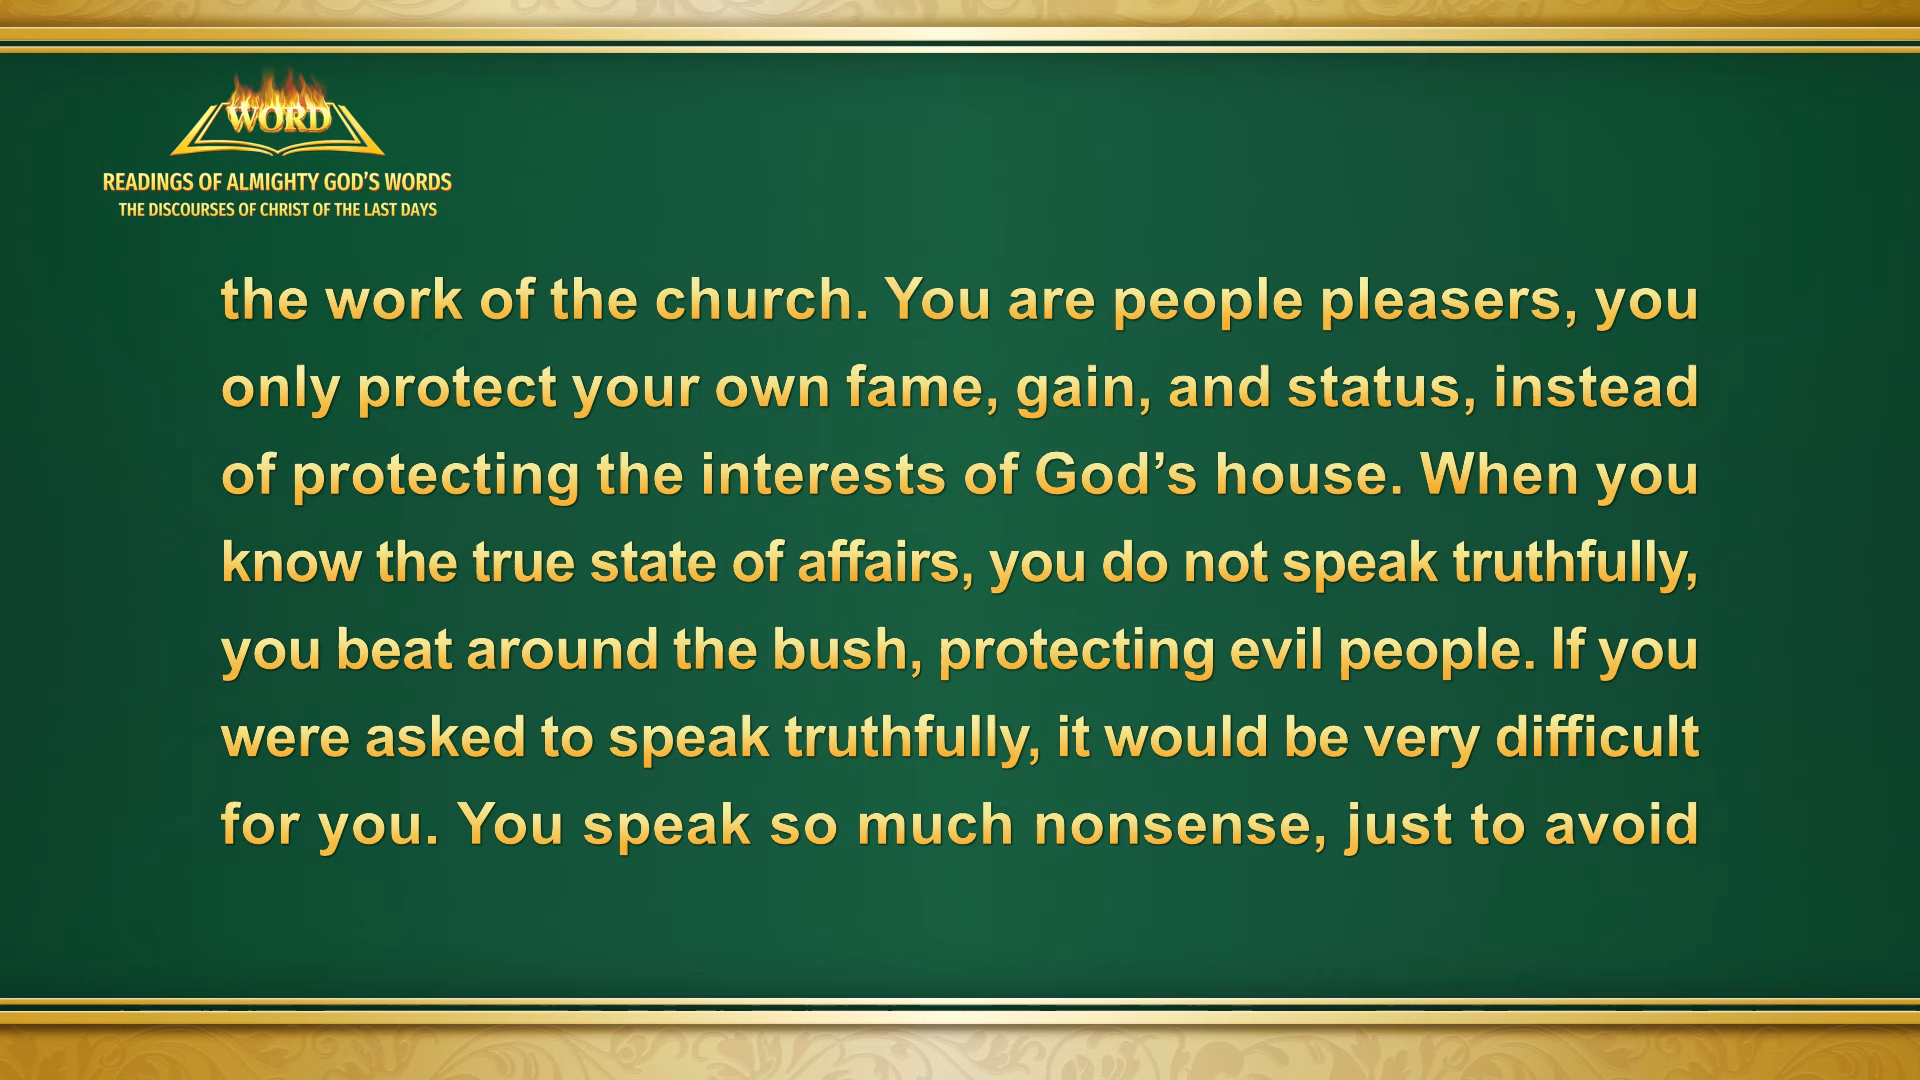 WORD
READINGS OF ALMIGHTY GOD’S WORDS
THE DISCOURSES OF CHRIST OF THE LAST DAYS
the work of the church. You are people pleasers, you
only protect your own fame, gain, and status, instead
of protecting the interests of God’s house. When you
know the true state of affairs, you do not speak truthfully,
you beat around the bush, protecting evil people. If you
were asked to speak truthfully, it would be very difficult
for you. You speak so much nonsense, just to avoid